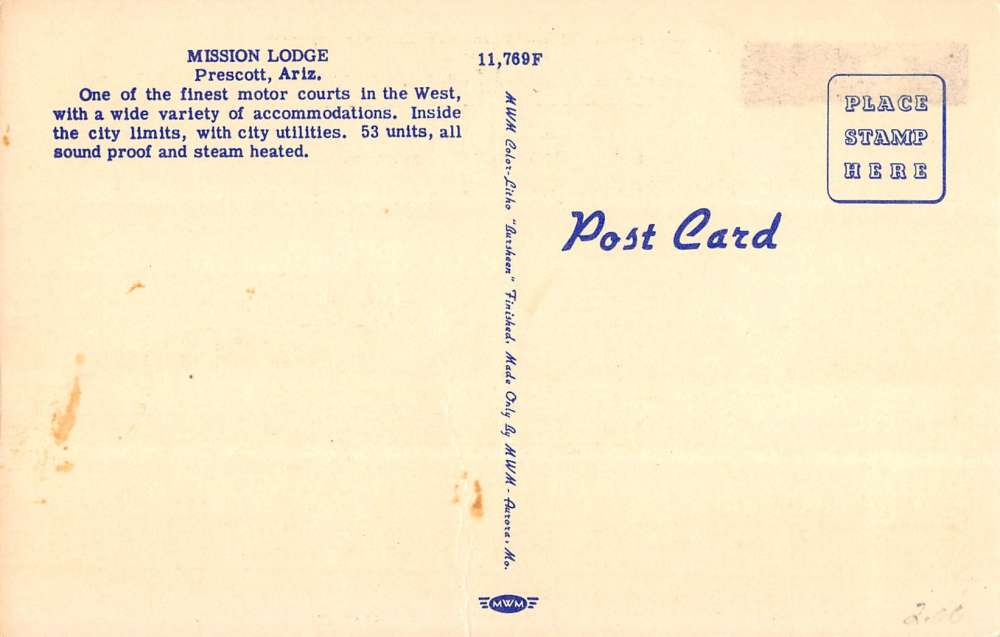 MISSION LODGE
Prescott, Ariz.
One of the finest motor courts in the West,
with a wide variety of accommodations. Inside
the city limits, with city utilities. 53 units, all
sound proof and steam heated.
11,769F
MWM Color-Litho "Bursheen" Finished, Made Only By MWM - Aurora, Mo.
PLACE
STAMP
HERE
Post Card
MWM